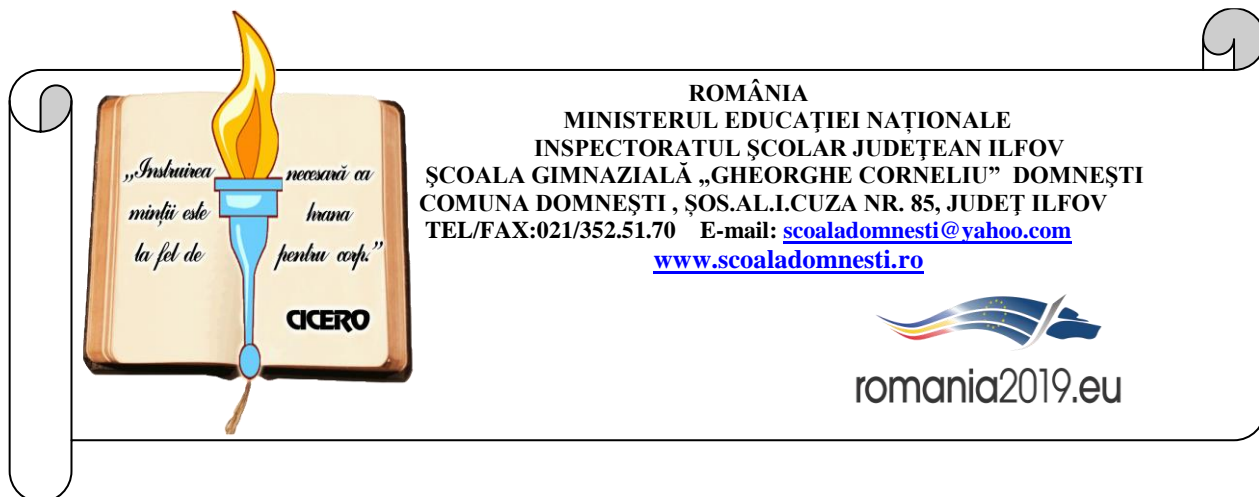 „Instruirea necesară ca
minții este hrana
la fel de pentru corp.”
CICERO
ROMÂNIA
MINISTERUL EDUCAŢIEI NAȚIONALE
INSPECTORATUL ŞCOLAR JUDEŢEAN ILFOV
ŞCOALA GIMNAZIALĂ „GHEORGHE CORNELIU” DOMNEŞTI
COMUNA DOMNEŞTI , ȘOS.AL.I.CUZA NR. 85, JUDEŢ ILFOV
TEL/FAX:021/352.51.70 E-mail: scoaladomnesti@yahoo.com
www.scoaladomnesti.ro
romania2019.eu